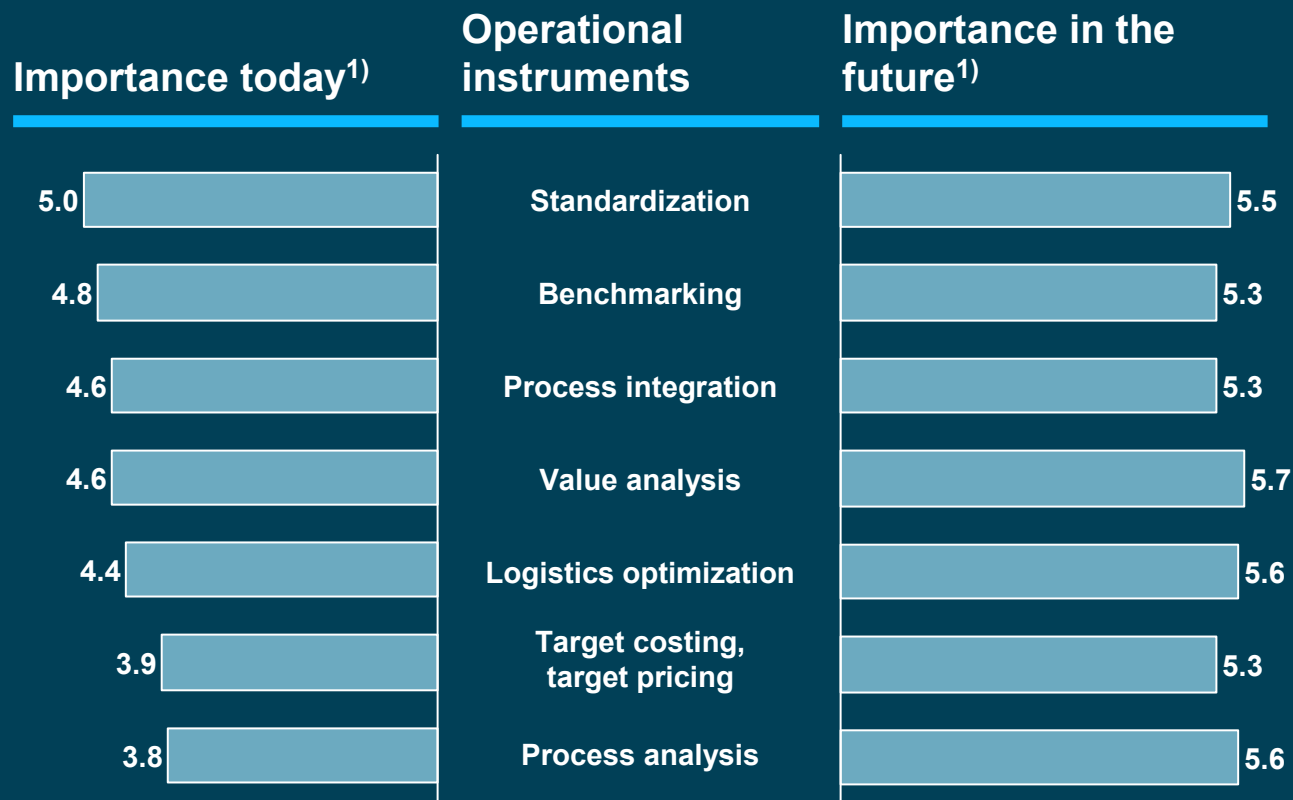 Importance today1)
Operational
instruments
Importance in the
future1)
5.0 Standardization 5.5
4.8 Benchmarking 5.3
4.6 Process integration 5.3
4.6 Value analysis 5.7
4.4 Logistics optimization 5.6
3.9 Target costing,
target pricing 5.3
3.8 Process analysis 5.6